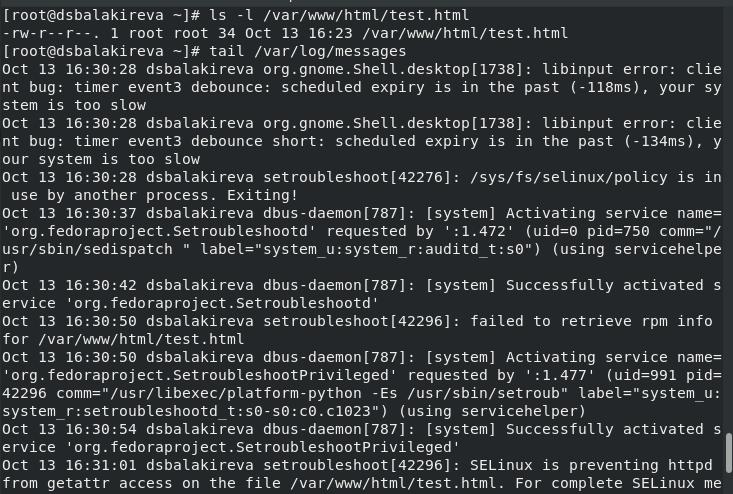 [root@dsbalakireva ~]# ls -l /var/www/html/test.html
-rw-r--r--. 1 root root 34 Oct 13 16:23 /var/www/html/test.html
[root@dsbalakireva ~]# tail /var/log/messages
Oct 13 16:30:28 dsbalakireva org.gnome.Shell.desktop[1738]: libinput error: clie
nt bug: timer event3 debounce: scheduled expiry is in the past (-118ms), your sy
stem is too slow
Oct 13 16:30:28 dsbalakireva org.gnome.Shell.desktop[1738]: libinput error: clie
nt bug: timer event3 debounce short: scheduled expiry is in the past (-134ms), y
our system is too slow
Oct 13 16:30:28 dsbalakireva setroubleshoot[42276]: /sys/fs/selinux/policy is in
 use by another process. Exiting!
Oct 13 16:30:37 dsbalakireva dbus-daemon[787]: [system] Activating service name=
'org.fedoraproject.Setroubleshootd' requested by ':1.472' (uid=0 pid=750 comm="/
usr/sbin/sedispatch " label="system_u:system_r:auditd_t:s0") (using servicehelpe
r)
Oct 13 16:30:42 dsbalakireva dbus-daemon[787]: [system] Successfully activated s
ervice 'org.fedoraproject.Setroubleshootd'
Oct 13 16:30:50 dsbalakireva setroubleshoot[42296]: failed to retrieve rpm info 
for /var/www/html/test.html
Oct 13 16:30:50 dsbalakireva dbus-daemon[787]: [system] Activating service name=
'org.fedoraproject.SetroubleshootPrivileged' requested by ':1.477' (uid=991 pid=
42296 comm="/usr/libexec/platform-python -Es /usr/sbin/setroub" label="system_u:
system_r:setroubleshootd_t:s0-s0:c0.c1023") (using servicehelper)
Oct 13 16:30:54 dsbalakireva dbus-daemon[787]: [system] Successfully activated s
ervice 'org.fedoraproject.SetroubleshootPrivileged'
Oct 13 16:31:01 dsbalakireva setroubleshoot[42296]: SELinux is preventing httpd 
from getattr access on the file /var/www/html/test.html. For complete SELinux me